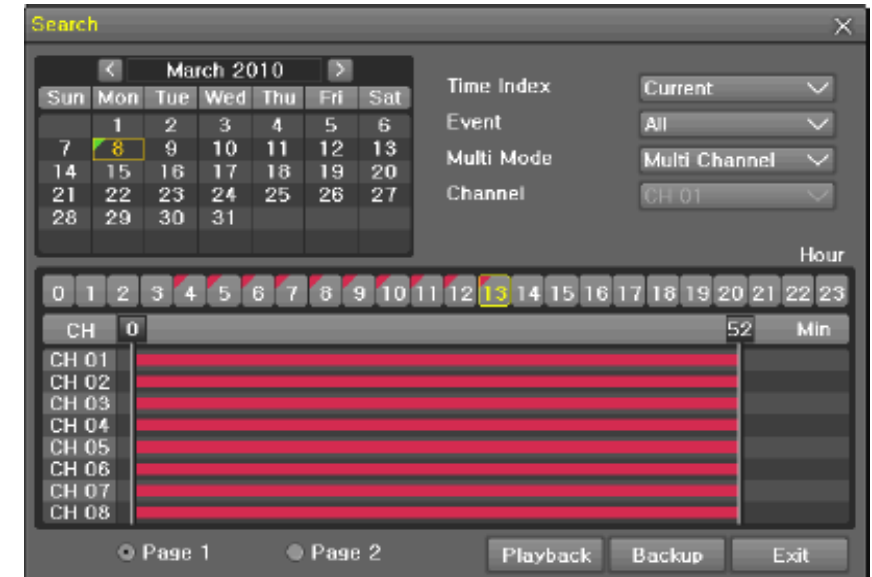 Search
March 2010
Sun Mon Tue Wed Thu Fri Sat
1 2 3 4 5 6
7 8 9 10 11 12 13
14 15 16 17 18 19 20
21 22 23 24 25 26 27
28 29 30 31
Time Index Current
Event All
Multi Mode Multi Channel
Channel CH 01
Hour
0 1 2 3 4 5 6 7 8 9 10 11 12 13 14 15 16 17 18 19 20 21 22 23
CH 0 52 Min
CH 01
CH 02
CH 03
CH 04
CH 05
CH 06
CH 07
CH 08
Page 1 Page 2 Playback Backup Exit